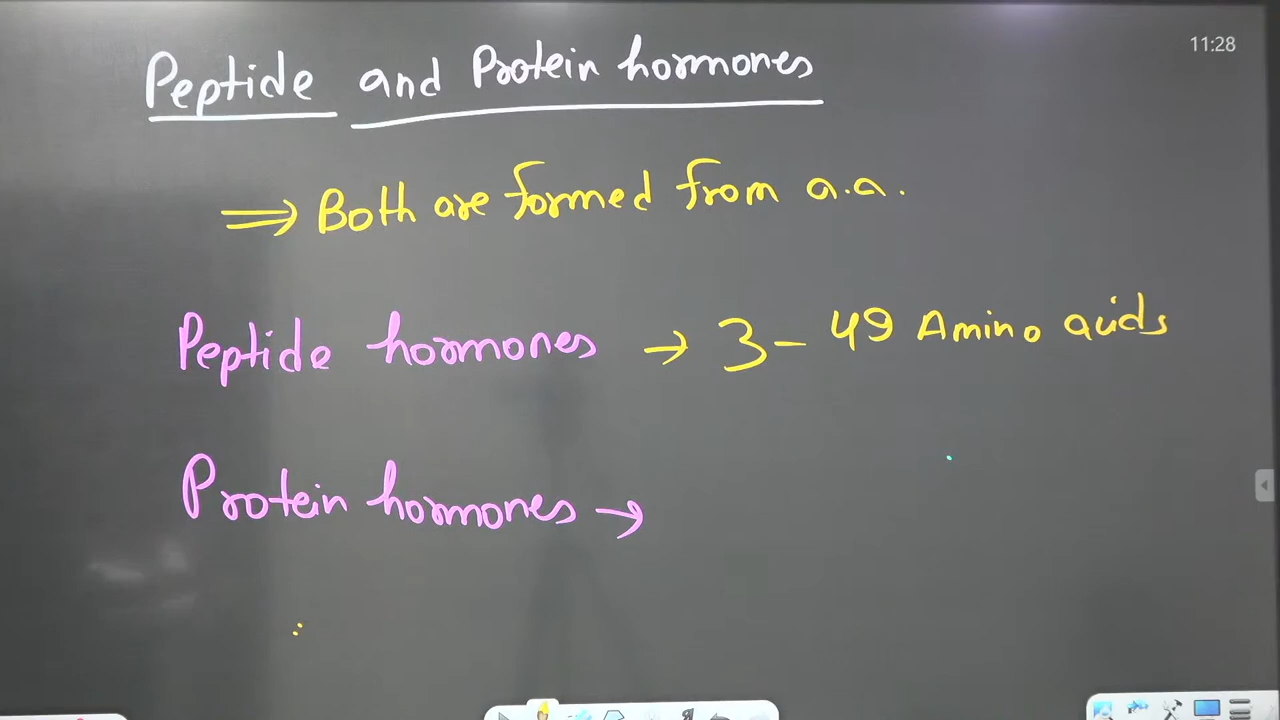 11:28
Peptide and Protein hormones
⇒ Both are formed from a.a.
Peptide hormones → 3 - 49 Amino acids
Protein hormones →